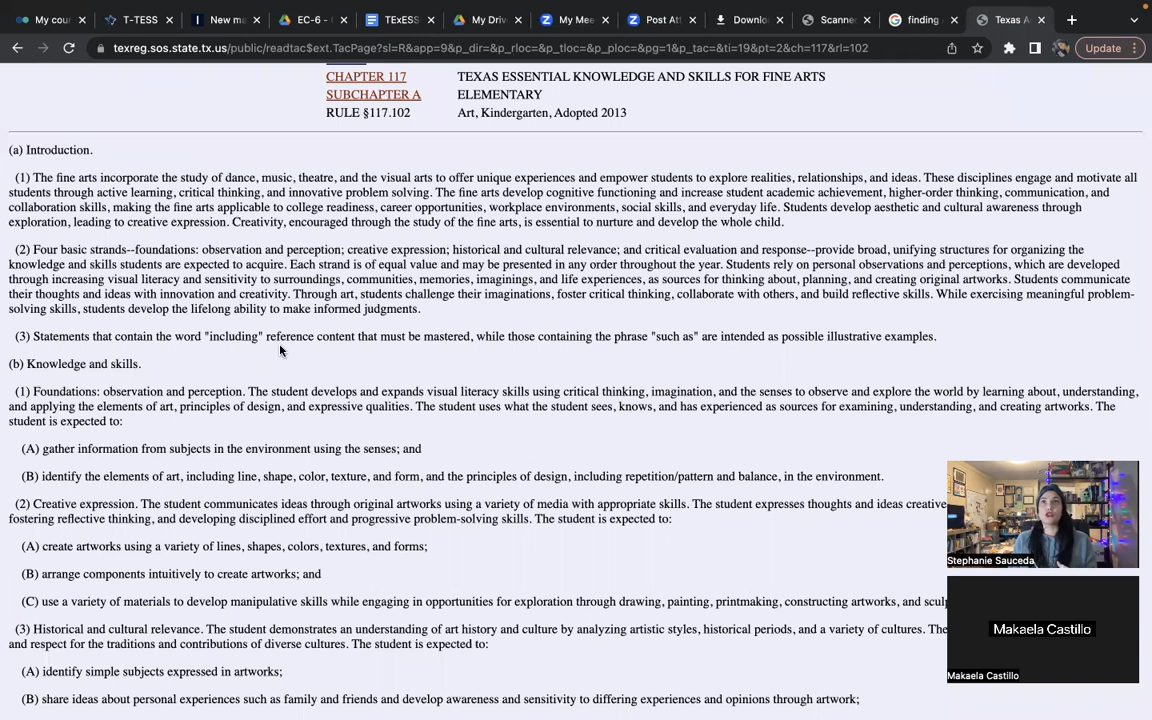 My cour
T-TESS
New ma
EC-6 - (
TExESS
My Driv
My Mee
Post Att
Downlo
Scanner
finding
Texas A
texreg.sos.state.tx.us/public/readtac$ext.TacPage?sl=R&app=9&p_dir=&p_rloc=&p_tloc=&p_ploc=&pg=1&p_tac=&ti=19&pt=2&ch=117&rl=102
Update
CHAPTER 117 TEXAS ESSENTIAL KNOWLEDGE AND SKILLS FOR FINE ARTS
SUBCHAPTER A ELEMENTARY
RULE §117.102 Art, Kindergarten, Adopted 2013
(a) Introduction.
(1) The fine arts incorporate the study of dance, music, theatre, and the visual arts to offer unique experiences and empower students to explore realities, relationships, and ideas. These disciplines engage and motivate all
students through active learning, critical thinking, and innovative problem solving. The fine arts develop cognitive functioning and increase student academic achievement, higher-order thinking, communication, and
collaboration skills, making the fine arts applicable to college readiness, career opportunities, workplace environments, social skills, and everyday life. Students develop aesthetic and cultural awareness through
exploration, leading to creative expression. Creativity, encouraged through the study of the fine arts, is essential to nurture and develop the whole child.
(2) Four basic strands--foundations: observation and perception; creative expression; historical and cultural relevance; and critical evaluation and response--provide broad, unifying structures for organizing the
knowledge and skills students are expected to acquire. Each strand is of equal value and may be presented in any order throughout the year. Students rely on personal observations and perceptions, which are developed
through increasing visual literacy and sensitivity to surroundings, communities, memories, imaginings, and life experiences, as sources for thinking about, planning, and creating original artworks. Students communicate
their thoughts and ideas with innovation and creativity. Through art, students challenge their imaginations, foster critical thinking, collaborate with others, and build reflective skills. While exercising meaningful problem-
solving skills, students develop the lifelong ability to make informed judgments.
(3) Statements that contain the word "including" reference content that must be mastered, while those containing the phrase "such as" are intended as possible illustrative examples.
(b) Knowledge and skills.
(1) Foundations: observation and perception. The student develops and expands visual literacy skills using critical thinking, imagination, and the senses to observe and explore the world by learning about, understanding,
and applying the elements of art, principles of design, and expressive qualities. The student uses what the student sees, knows, and has experienced as sources for examining, understanding, and creating artworks. The
student is expected to:
(A) gather information from subjects in the environment using the senses; and
(B) identify the elements of art, including line, shape, color, texture, and form, and the principles of design, including repetition/pattern and balance, in the environment.
(2) Creative expression. The student communicates ideas through original artworks using a variety of media with appropriate skills. The student expresses thoughts and ideas creative
fostering reflective thinking, and developing disciplined effort and progressive problem-solving skills. The student is expected to:
(A) create artworks using a variety of lines, shapes, colors, textures, and forms;
(B) arrange components intuitively to create artworks; and
(C) use a variety of materials to develop manipulative skills while engaging in opportunities for exploration through drawing, painting, printmaking, constructing artworks, and sculp
(3) Historical and cultural relevance. The student demonstrates an understanding of art history and culture by analyzing artistic styles, historical periods, and a variety of cultures. The
and respect for the traditions and contributions of diverse cultures. The student is expected to:
(A) identify simple subjects expressed in artworks;
(B) share ideas about personal experiences such as family and friends and develop awareness and sensitivity to differing experiences and opinions through artwork;
Stephanie Sauceda
Makaela Castillo
Makaela Castillo